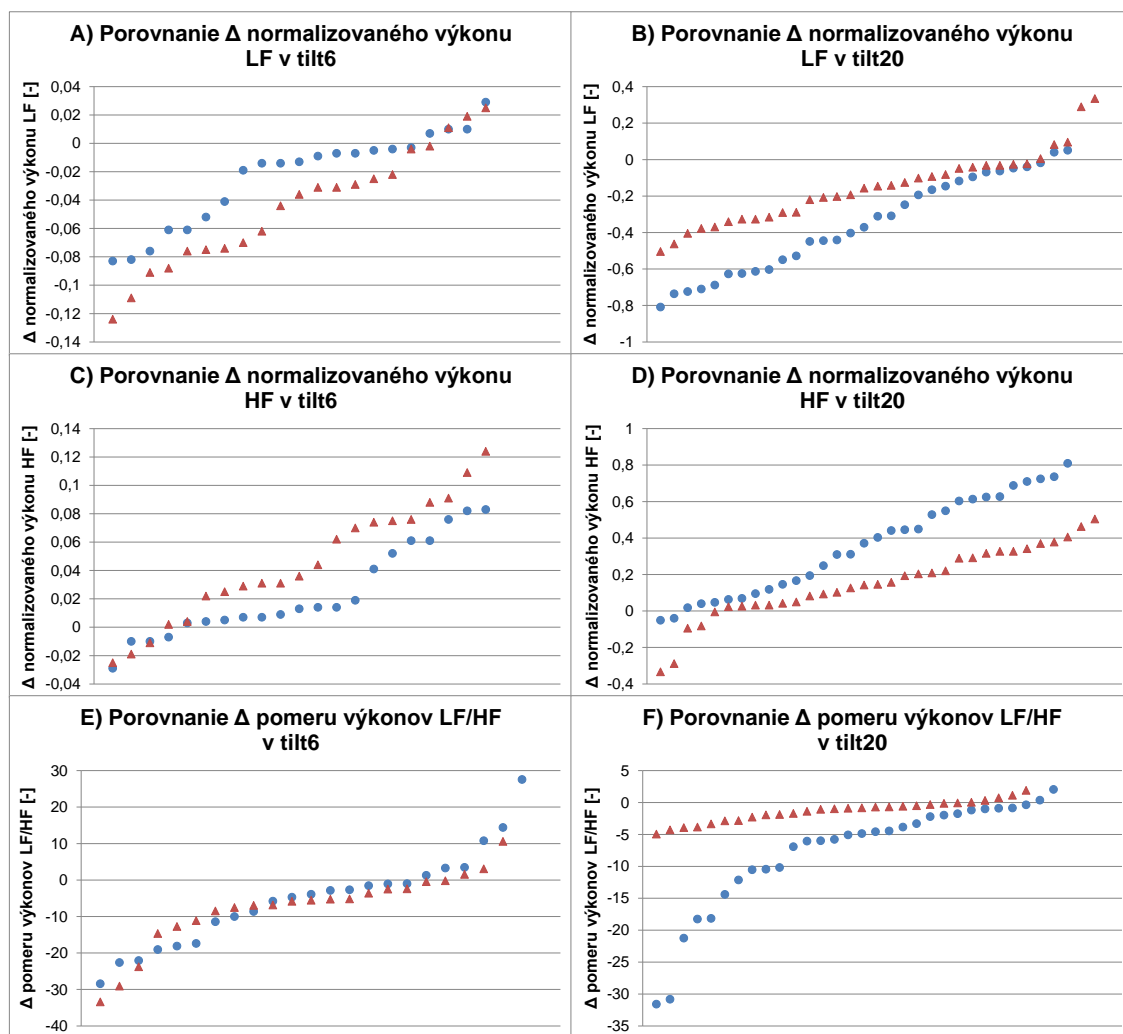 A) Porovnanie Δ normalizovaného výkonu
LF v tilt6
Δ normalizovaného výkonu LF [-]
0,04
0,02
0
-0,02
-0,04
-0,06
-0,08
-0,1
-0,12
-0,14
B) Porovnanie Δ normalizovaného výkonu
LF v tilt20
Δ normalizovaného výkonu LF [-]
0,4
0,2
0
-0,2
-0,4
-0,6
-0,8
-1
C) Porovnanie Δ normalizovaného výkonu
HF v tilt6
Δ normalizovaného výkonu HF [-]
0,14
0,12
0,1
0,08
0,06
0,04
0,02
0
-0,02
-0,04
D) Porovnanie Δ normalizovaného výkonu
HF v tilt20
Δ normalizovaného výkonu HF [-]
1
0,8
0,6
0,4
0,2
0
-0,2
-0,4
E) Porovnanie Δ pomeru výkonov LF/HF
v tilt6
Δ pomeru výkonov LF/HF [-]
30
20
10
0
-10
-20
-30
-40
F) Porovnanie Δ pomeru výkonov LF/HF
v tilt20
Δ pomeru výkonov LF/HF [-]
5
0
-5
-10
-15
-20
-25
-30
-35